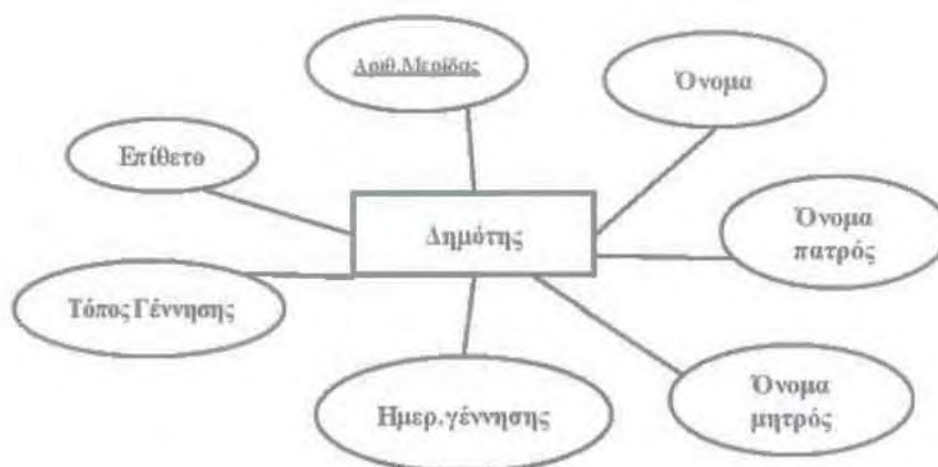 Αριθ.Μερίδας
Όνομα
Επίθετο
Δημότης
Όνομα
πατρός
Τόπος Γέννησης
Όνομα
μητρός
Ημερ.γέννησης